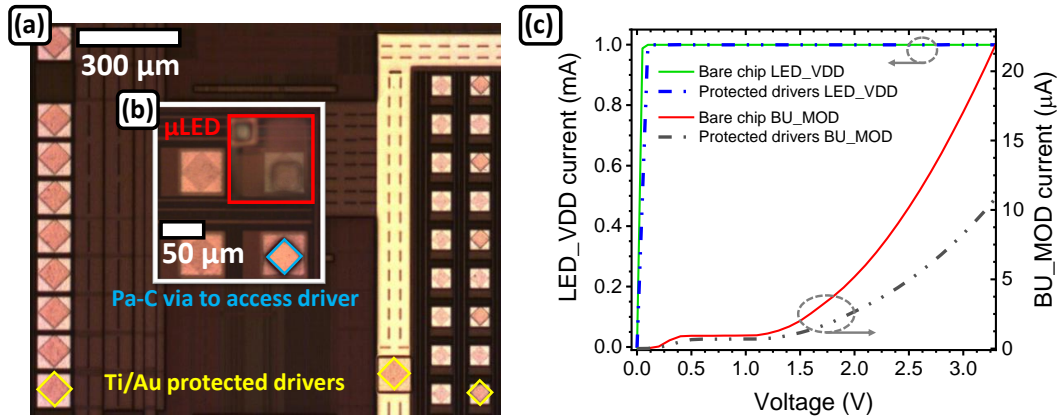 (a)
300 µm
(b)
µLED
50 µm
Pa-C via to access driver
Ti/Au protected drivers
(c)
LED_VDD current (mA)
1.0
0.8
0.6
0.4
0.2
0.0
Bare chip LED_VDD
Protected drivers LED_VDD
Bare chip BU_MOD
Protected drivers BU_MOD
20
15
10
5
0
BU_MOD current (µA)
0.0 0.5 1.0 1.5 2.0 2.5 3.0
Voltage (V)